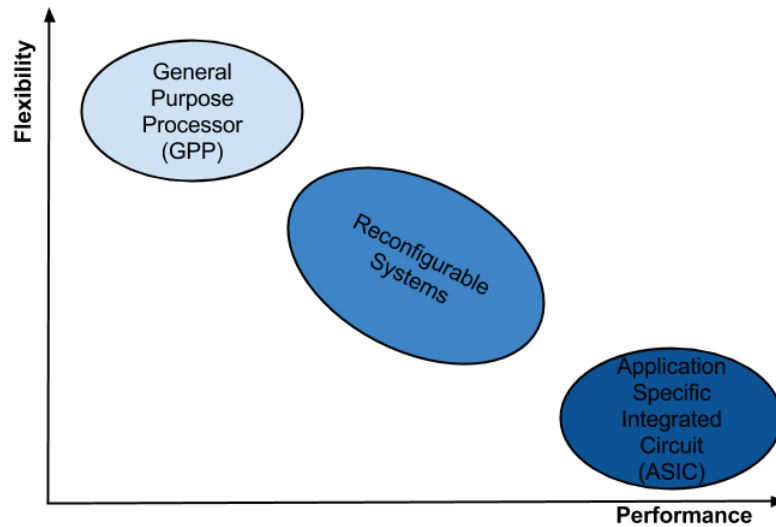 Flexibility
General
Purpose
Processor
(GPP)
Reconfigurable
Systems
Application
Specific
Integrated
Circuit
(ASIC)
Performance